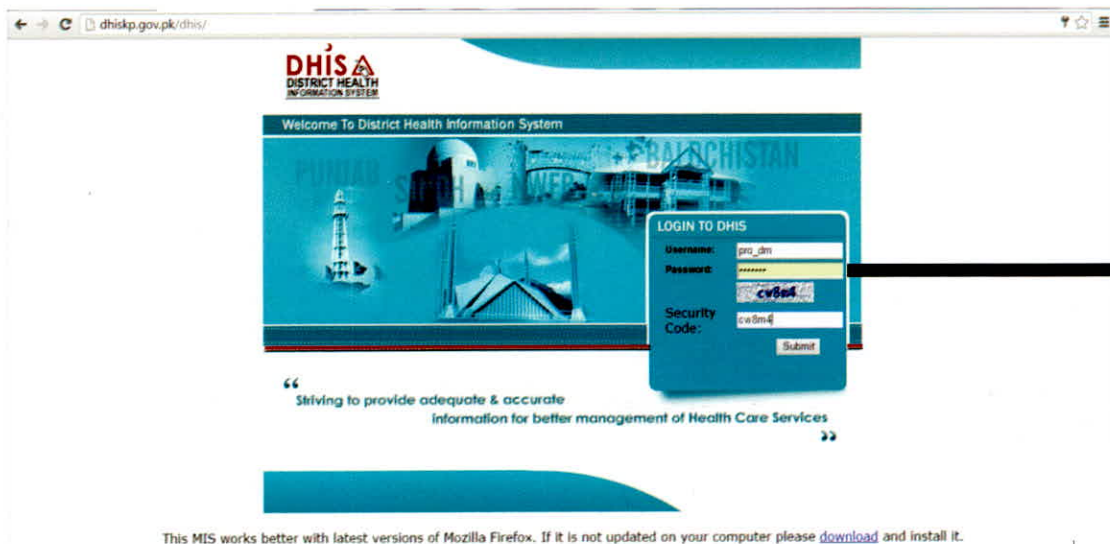 dhiskp.gov.pk/dhis/
DHIS
DISTRICT HEALTH
INFORMATION SYSTEM
Welcome To District Health Information System
PUNJAB
SINDH
NWFP
BALOCHISTAN
LOGIN TO DHIS
Username:
pro_dm
Password:
•••••••
Security
Code:
cw8m4
Submit
“
Striving to provide adequate & accurate
information for better management of Health Care Services
”
This MIS works better with latest versions of Mozilla Firefox. If it is not updated on your computer please download and install it.